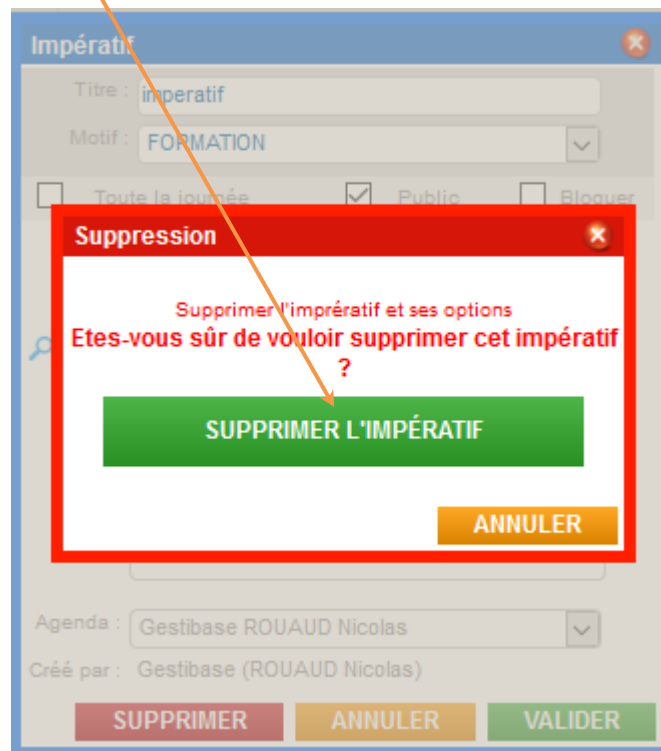 Impératif
Titre : imperatif
Motif : FORMATION
Toute la journée Public Bloquer
Suppression
Supprimer l'imprératif et ses options
Etes-vous sûr de vouloir supprimer cet impératif
?
SUPPRIMER L'IMPÉRATIF
ANNULER
Agenda : Gestibase ROUAUD Nicolas
Créé par : Gestibase (ROUAUD Nicolas)
SUPPRIMER ANNULER VALIDER